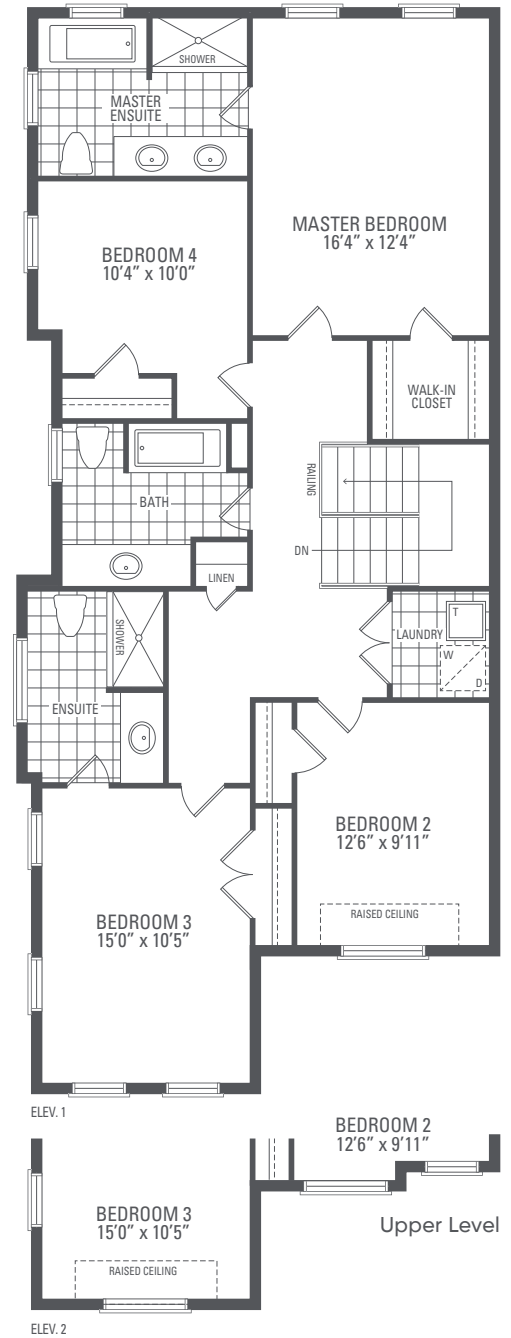 SHOWER
MASTER
ENSUITE
MASTER BEDROOM
16'4" x 12'4"
BEDROOM 4
10'4" x 10'0"
WALK-IN
CLOSET
RAILING
BATH
DN
LINEN
SHOWER
LAUNDRY
T
W
D
ENSUITE
BEDROOM 2
12'6" x 9'11"
RAISED CEILING
BEDROOM 3
15'0" x 10'5"
ELEV. 1
BEDROOM 2
12'6" x 9'11"
BEDROOM 3
15'0" x 10'5"
Upper Level
RAISED CEILING
ELEV. 2